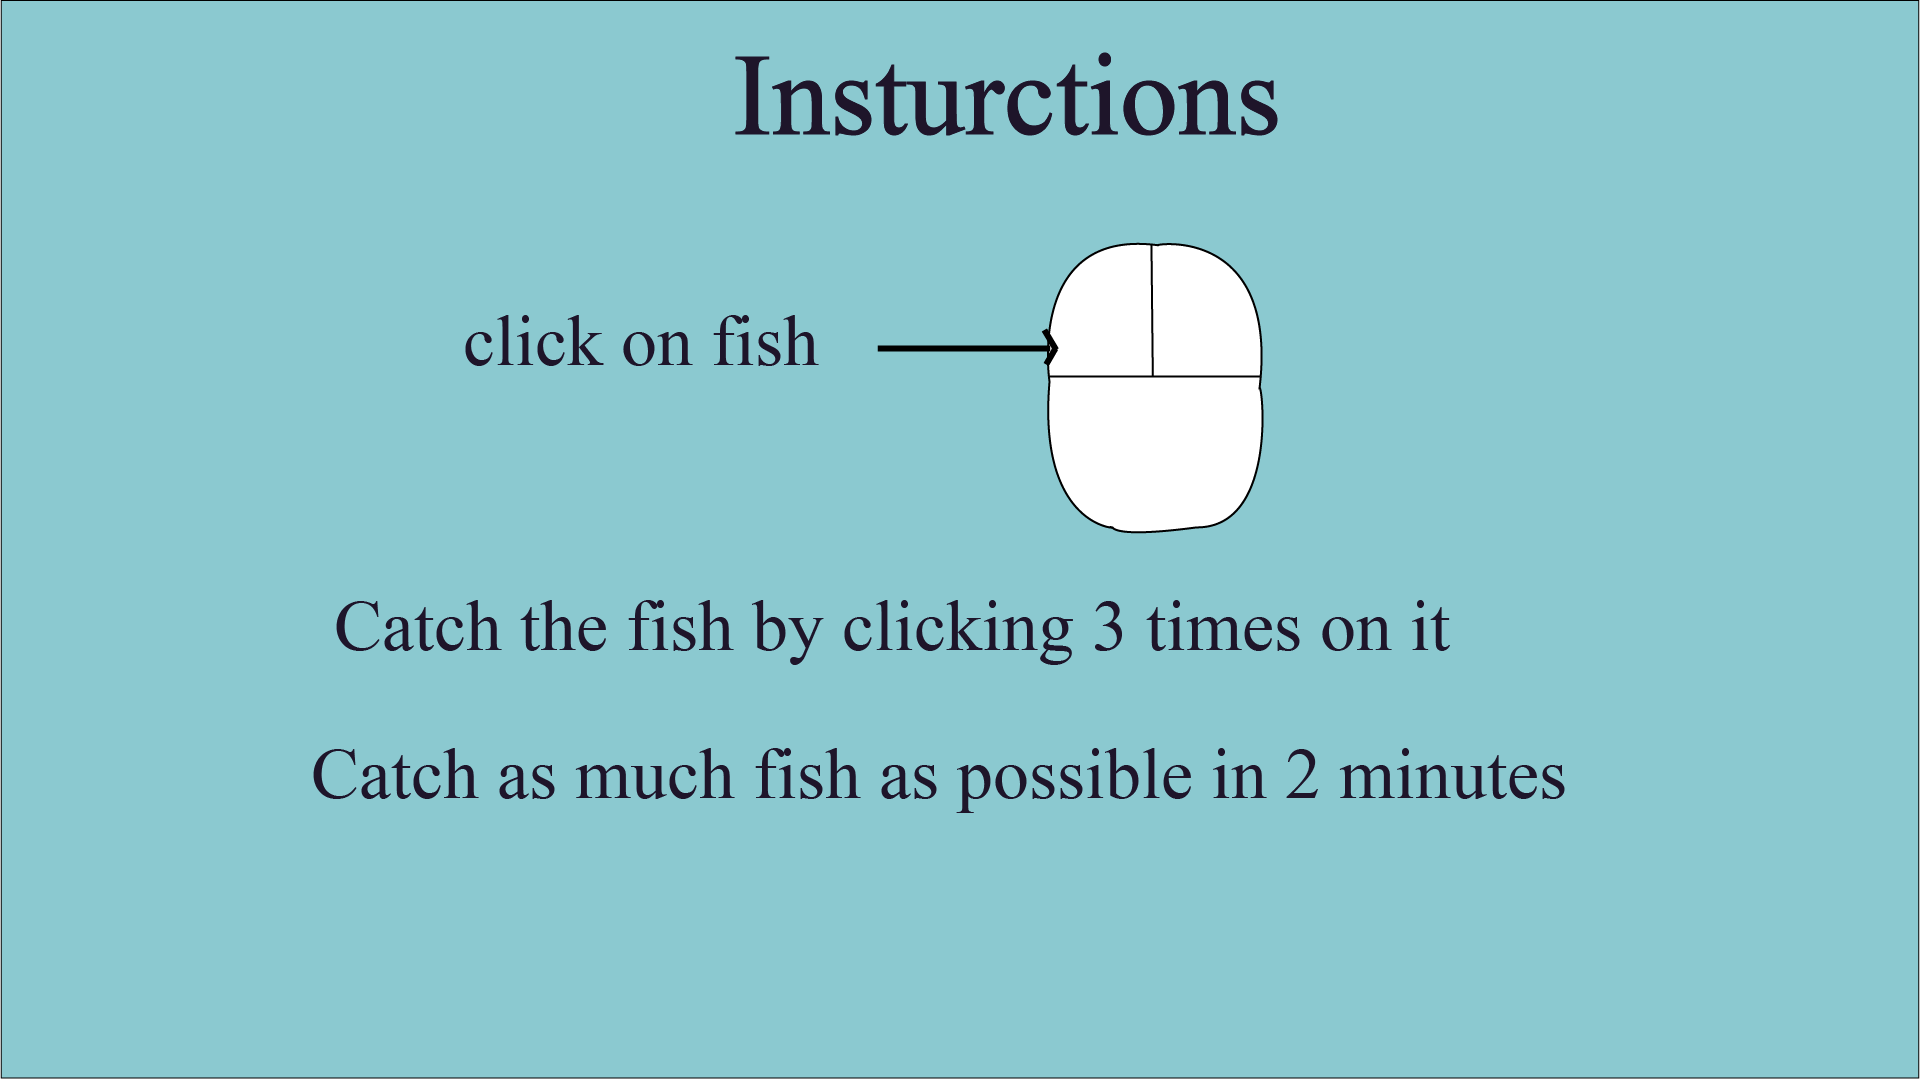 Insturctions
click on fish
Catch the fish by clicking 3 times on it
Catch as much fish as possible in 2 minutes